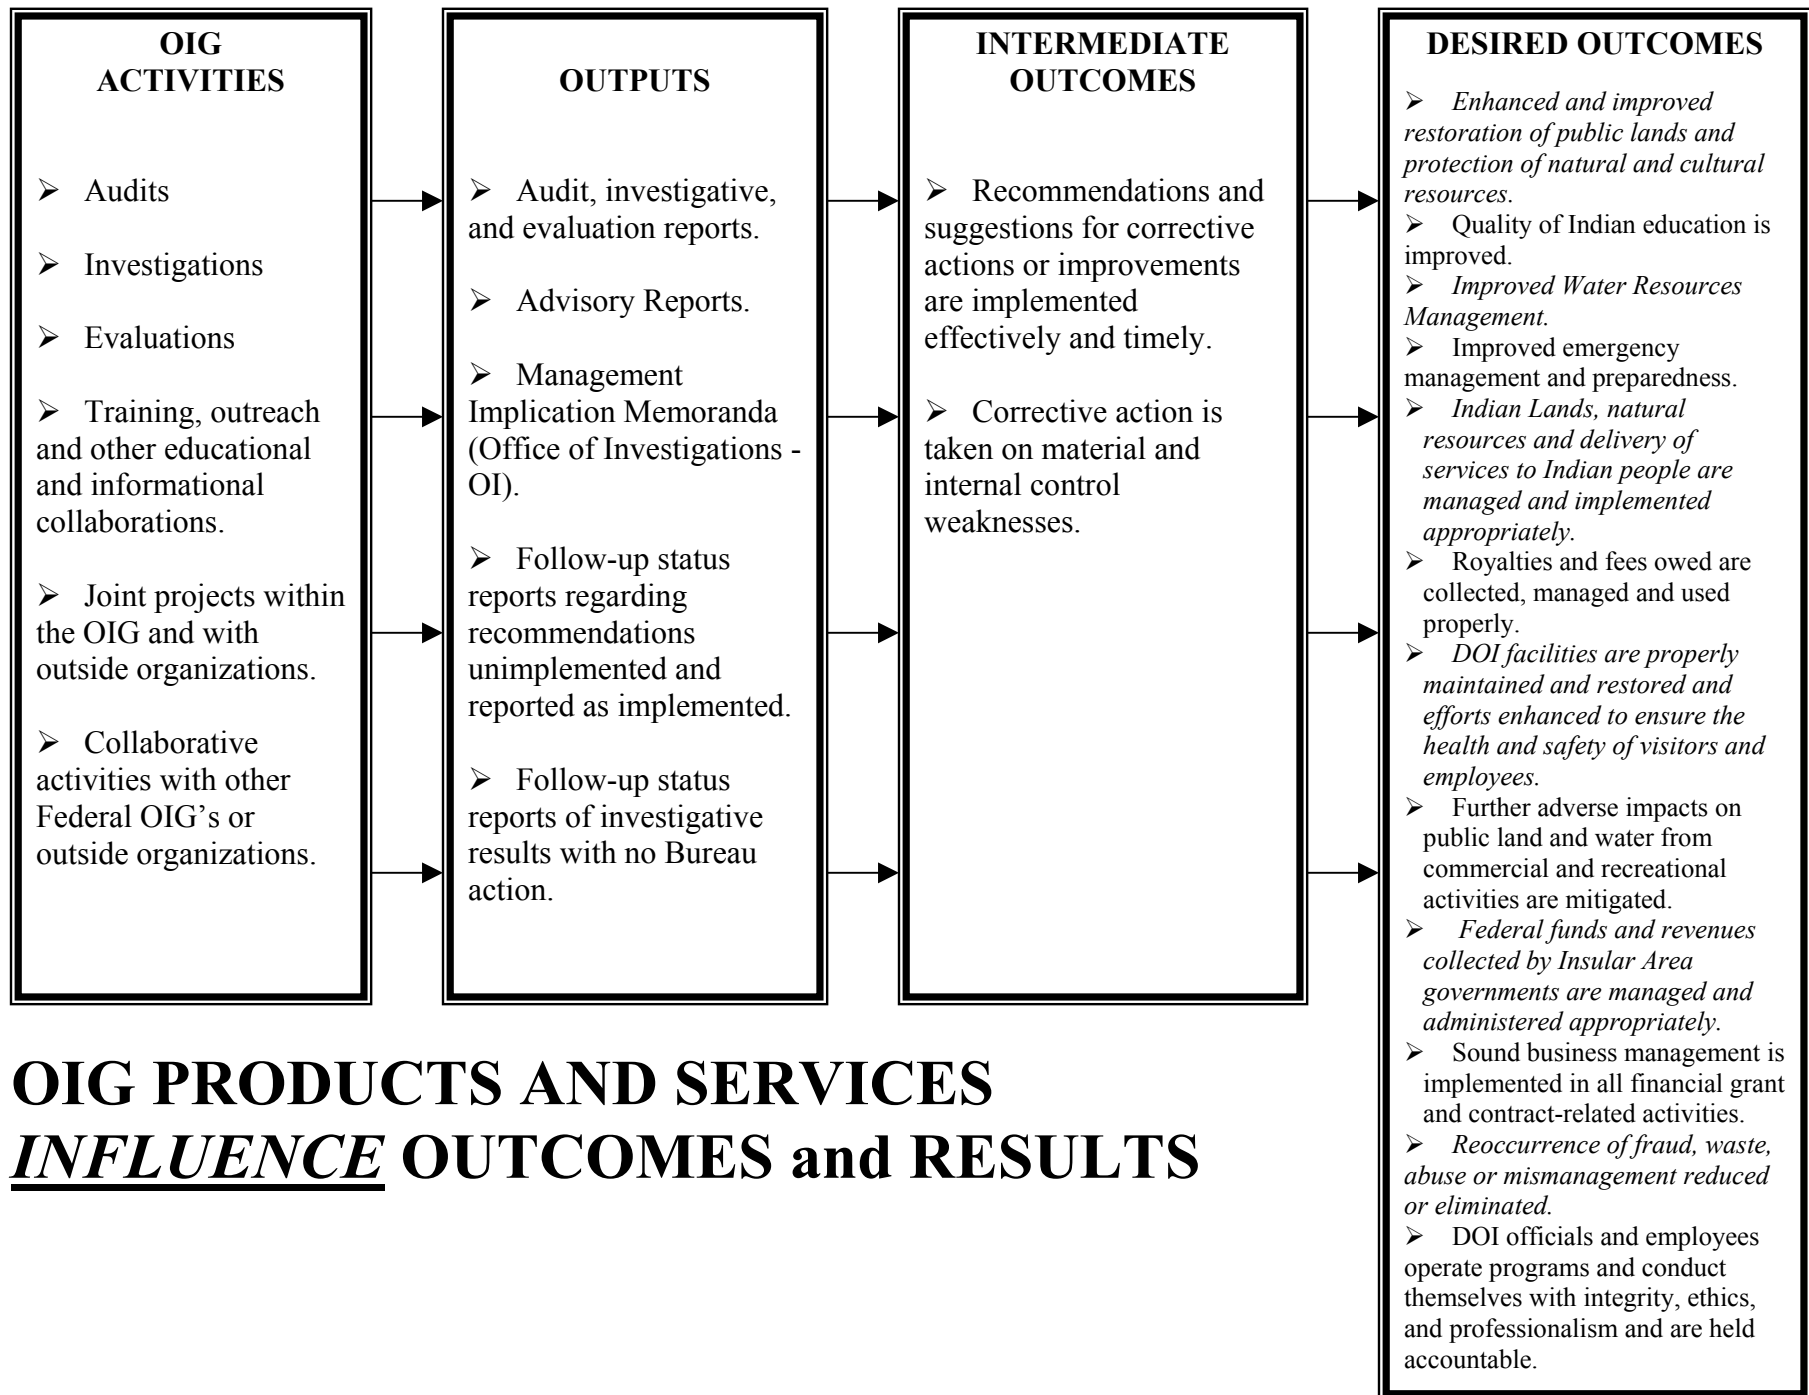 OIG
ACTIVITIES
➢ Audits
➢ Investigations
➢ Evaluations
➢ Training, outreach
and other educational
and informational
collaborations.
➢ Joint projects within
the OIG and with
outside organizations.
➢ Collaborative
activities with other
Federal OIG’s or
outside organizations.
OUTPUTS
➢ Audit, investigative,
and evaluation reports.
➢ Advisory Reports.
➢ Management
Implication Memoranda
(Office of Investigations -
OI).
➢ Follow-up status
reports regarding
recommendations
unimplemented and
reported as implemented.
➢ Follow-up status
reports of investigative
results with no Bureau
action.
INTERMEDIATE
OUTCOMES
➢ Recommendations and
suggestions for corrective
actions or improvements
are implemented
effectively and timely.
➢ Corrective action is
taken on material and
internal control
weaknesses.
DESIRED OUTCOMES
➢ Enhanced and improved
restoration of public lands and
protection of natural and cultural
resources.
➢ Quality of Indian education is
improved.
➢ Improved Water Resources
Management.
➢ Improved emergency
management and preparedness.
➢ Indian Lands, natural
resources and delivery of
services to Indian people are
managed and implemented
appropriately.
➢ Royalties and fees owed are
collected, managed and used
properly.
➢ DOI facilities are properly
maintained and restored and
efforts enhanced to ensure the
health and safety of visitors and
employees.
➢ Further adverse impacts on
public land and water from
commercial and recreational
activities are mitigated.
➢ Federal funds and revenues
collected by Insular Area
governments are managed and
administered appropriately.
➢ Sound business management is
implemented in all financial grant
and contract-related activities.
➢ Reoccurrence of fraud, waste,
abuse or mismanagement reduced
or eliminated.
➢ DOI officials and employees
operate programs and conduct
themselves with integrity, ethics,
and professionalism and are held
accountable.
OIG PRODUCTS AND SERVICES
INFLUENCE OUTCOMES and RESULTS